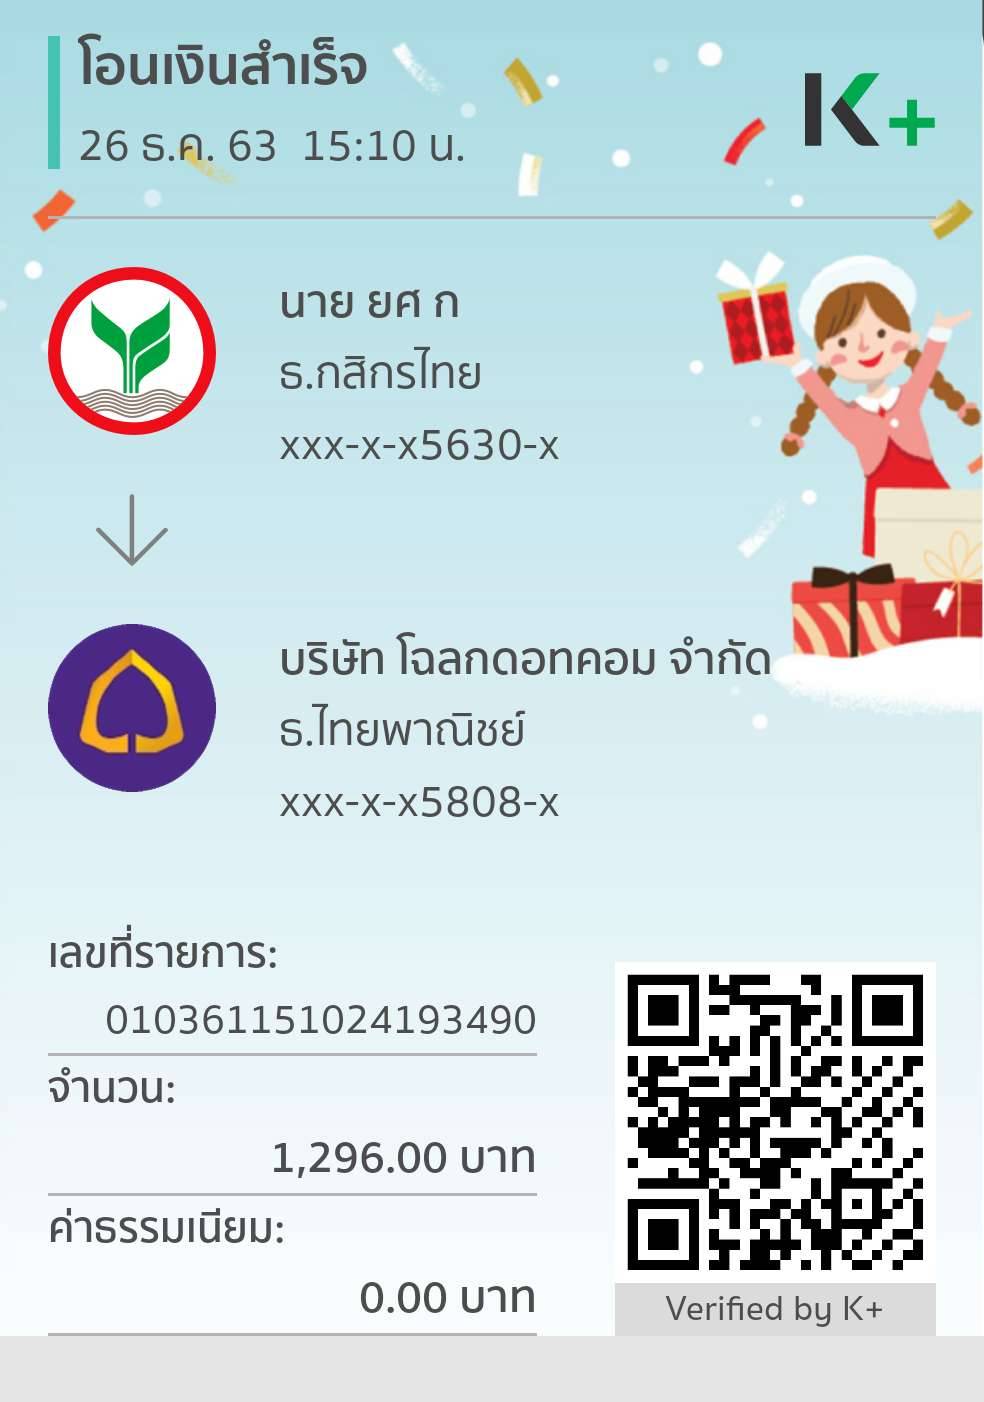 โอนเงินสำเร็จ
26 ธ.ค. 63 15:10 น.
K+
นาย ยศ ก
ธ.กสิกรไทย
xxx-x-x5630-x
บริษัท โฉลกดอทคอม จำกัด
ธ.ไทยพาณิชย์
xxx-x-x5808-x
เลขที่รายการ:
010361151024193490
จำนวน:
1,296.00 บาท
ค่าธรรมเนียม:
0.00 บาท
Verified by K+